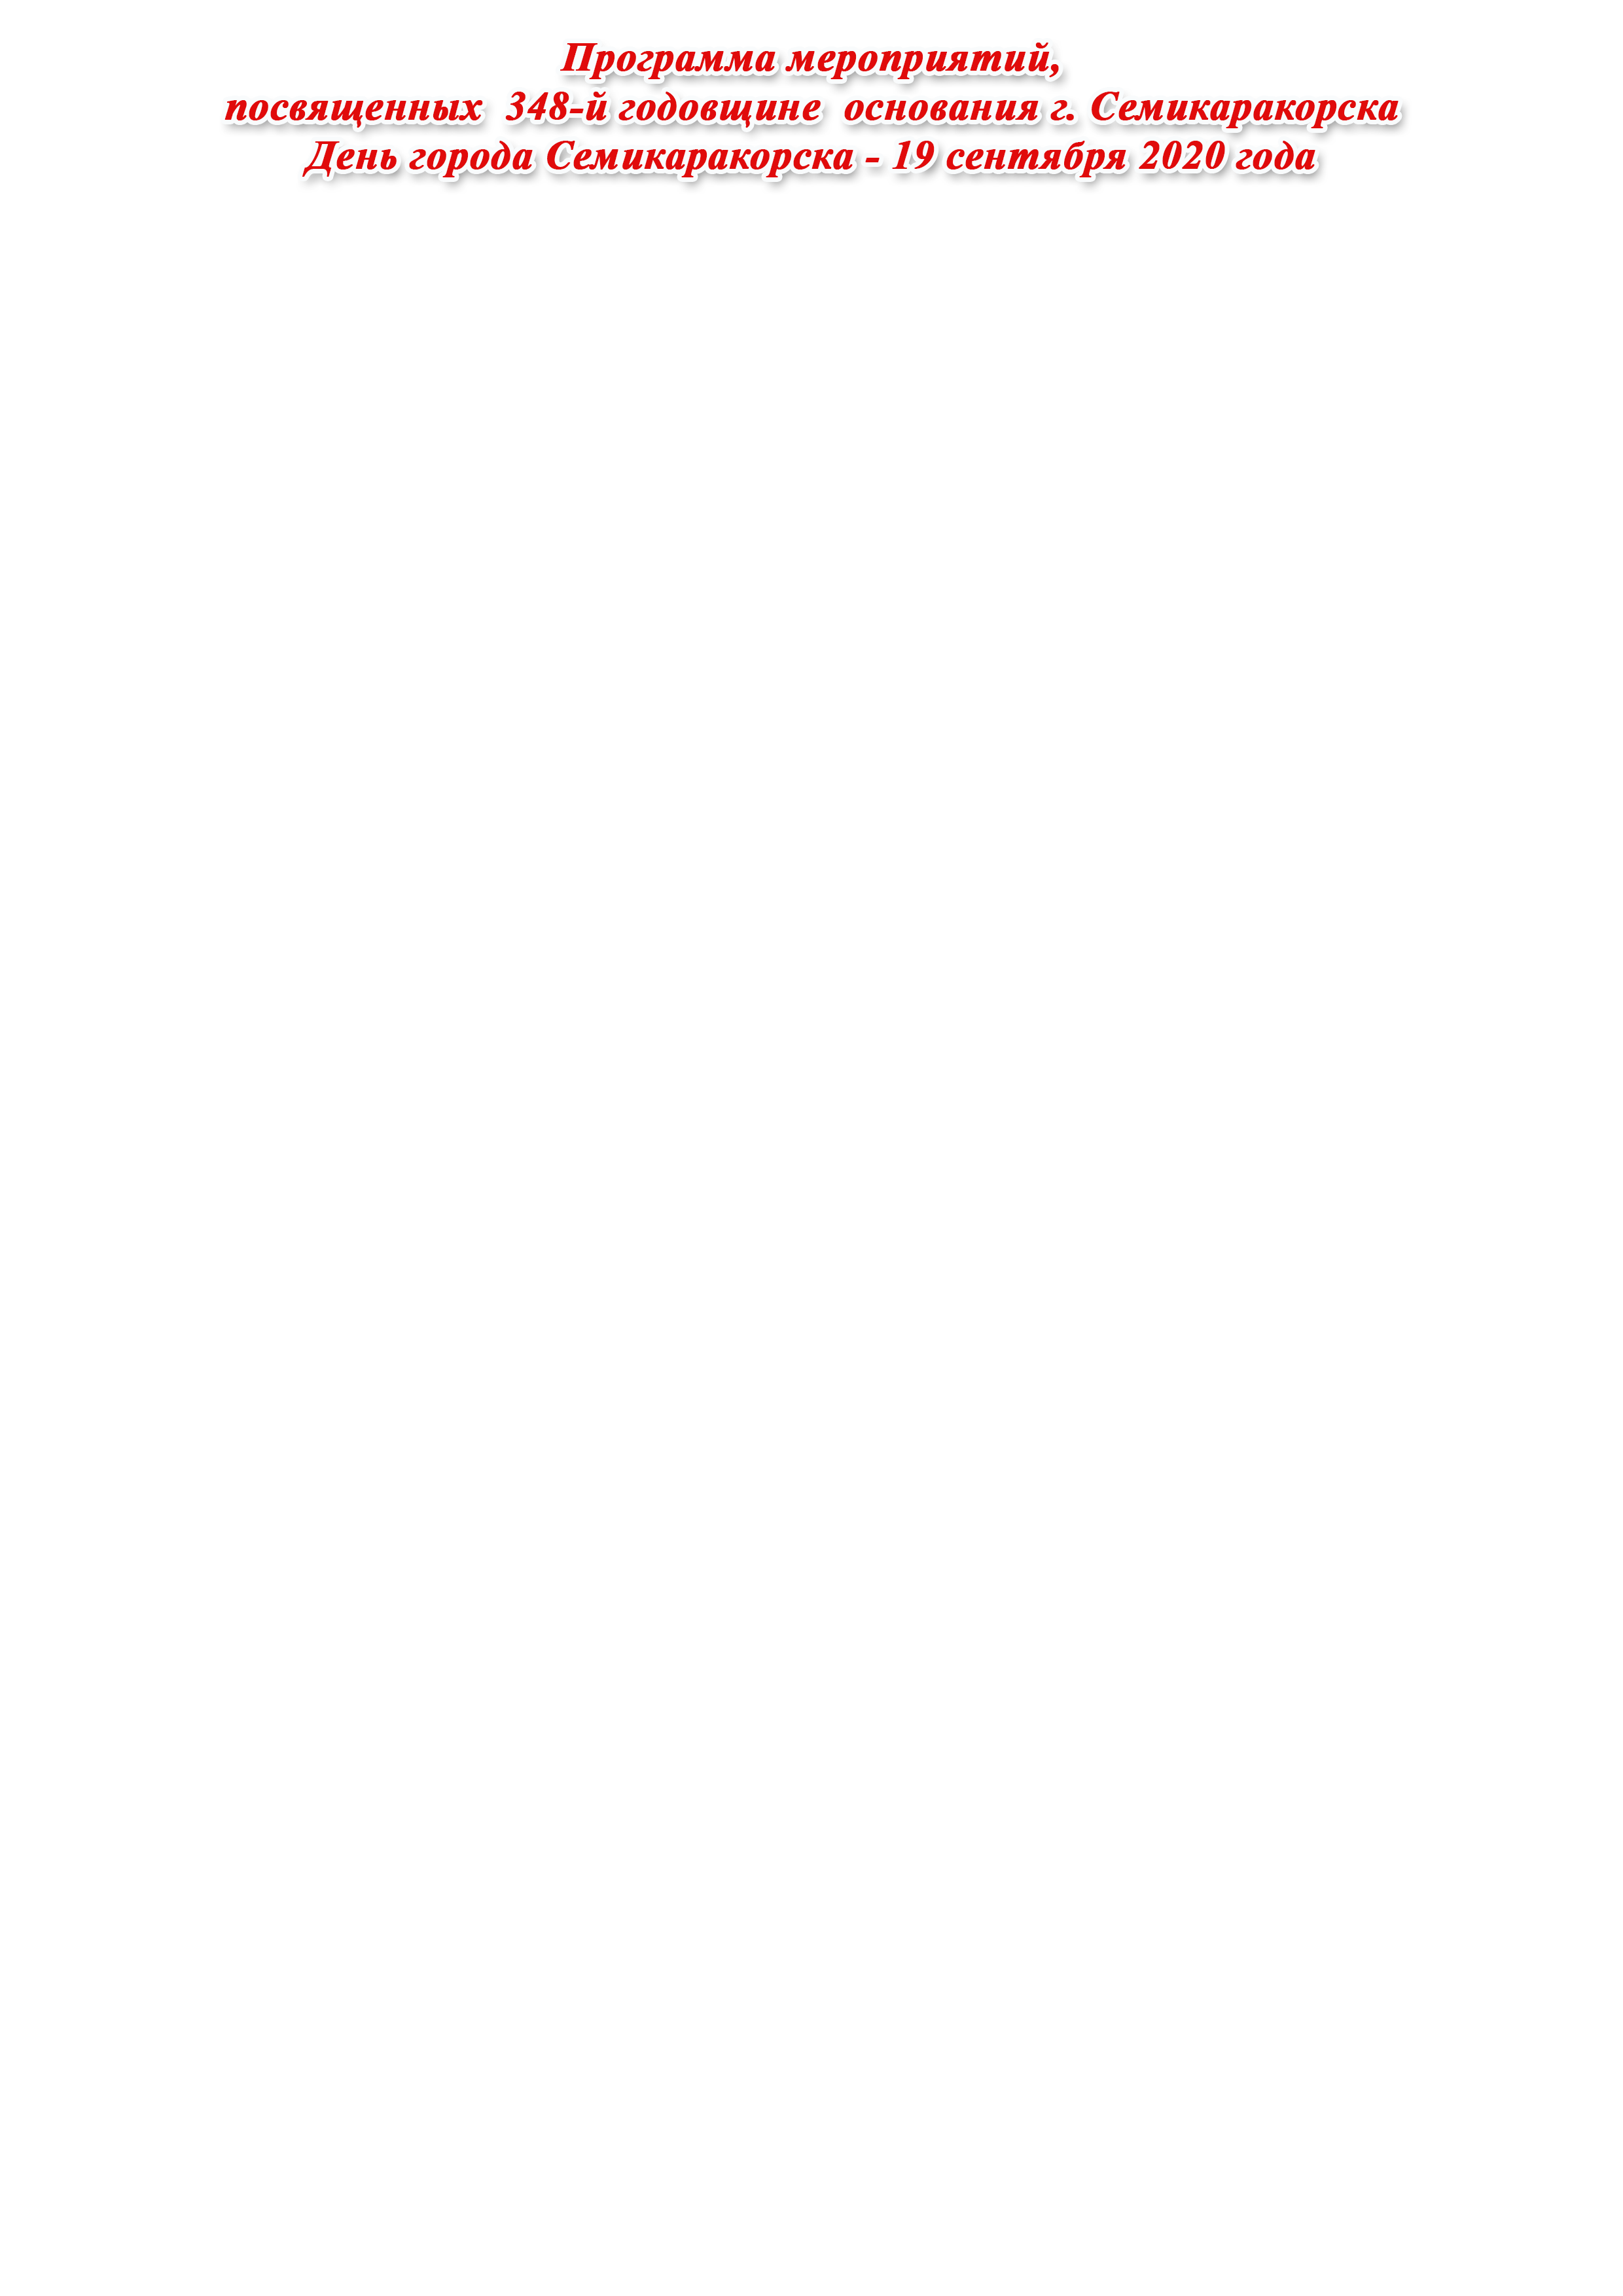 Программа мероприятий,
посвященных 348-й годовщине основания г. Семикаракорска
День города Семикаракорска - 19 сентября 2020 года